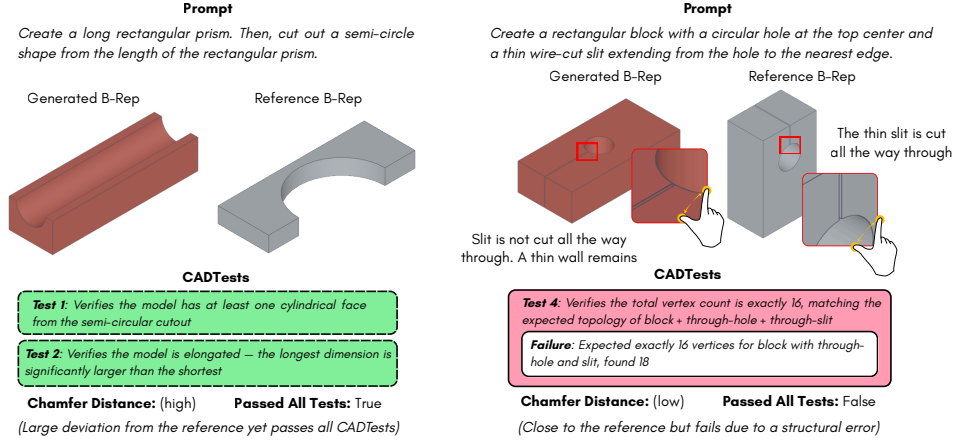 Prompt
Create a long rectangular prism. Then, cut out a semi-circle
shape from the length of the rectangular prism.
Generated B-Rep
Reference B-Rep
CADTests
Test 1: Verifies the model has at least one cylindrical face
from the semi-circular cutout
Test 2: Verifies the model is elongated — the longest dimension is
significantly larger than the shortest
Chamfer Distance: (high)
Passed All Tests: True
(Large deviation from the reference yet passes all CADTests)
Prompt
Create a rectangular block with a circular hole at the top center and
a thin wire-cut slit extending from the hole to the nearest edge.
Generated B-Rep
Reference B-Rep
The thin slit is cut
all the way through
Slit is not cut all the way
through. A thin wall remains
CADTests
Test 4: Verifies the total vertex count is exactly 16, matching the
expected topology of block + through-hole + through-slit
Failure: Expected exactly 16 vertices for block with through-
hole and slit, found 18
Chamfer Distance: (low)
Passed All Tests: False
(Close to the reference but fails due to a structural error)